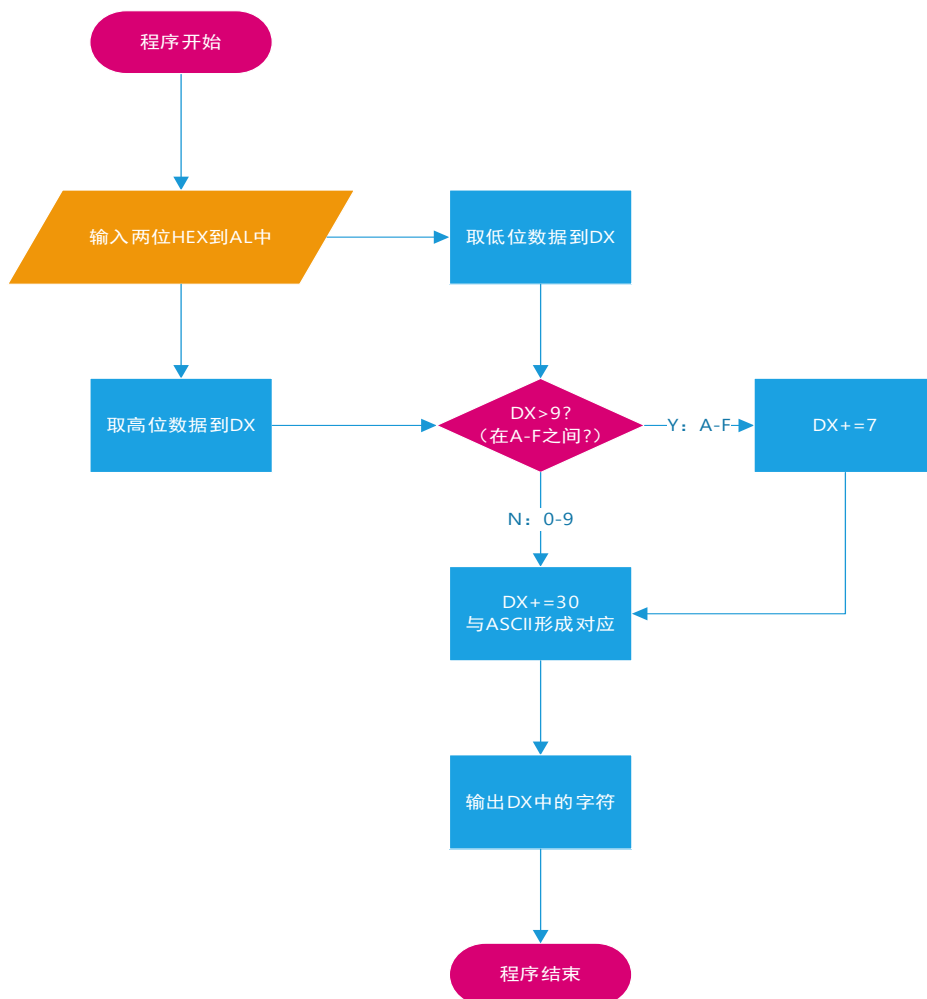 程序开始
输入两位HEX到AL中
取低位数据到DX
取高位数据到DX
DX>9?
（在A-F之间?）
Y：A-F
DX+=7
N：0-9
DX+=30
与ASCII形成对应
输出DX中的字符
程序结束